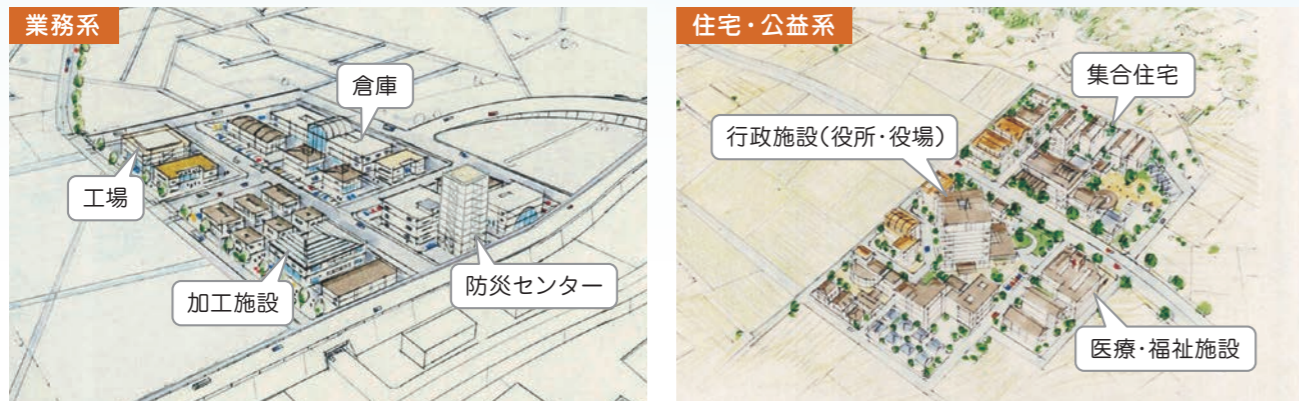 業務系
倉庫
工場
加工施設
防災センター
住宅・公益系
集合住宅
行政施設(役所・役場)
医療・福祉施設